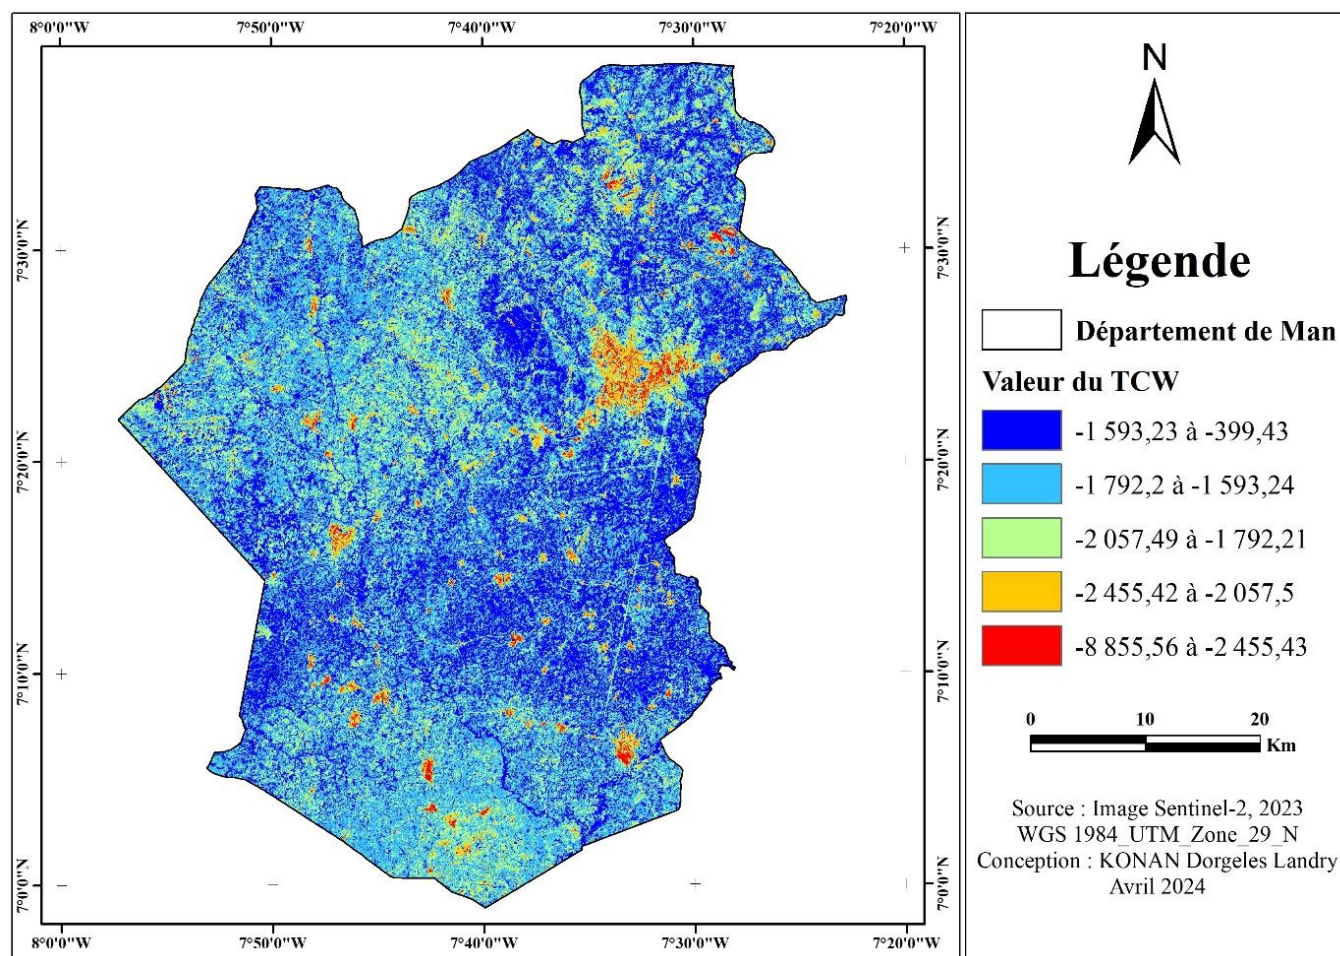 8°0'0"W 7°50'0"W 7°40'0"W 7°30'0"W 7°20'0"W
7°30'0"N
7°20'0"N
7°10'0"N
7°0'0"N
7°30'0"N
7°20'0"N
7°10'0"N
7°0'0"N
8°0'0"W 7°50'0"W 7°40'0"W 7°30'0"W 7°20'0"W
N
Légende
Département de Man
Valeur du TCW
-1 593,23 à -399,43
-1 792,2 à -1 593,24
-2 057,49 à -1 792,21
-2 455,42 à -2 057,5
-8 855,56 à -2 455,43
0 10 20
Km
Source : Image Sentinel-2, 2023
WGS 1984_UTM_Zone_29_N
Conception : KONAN Dorgeles Landry
Avril 2024